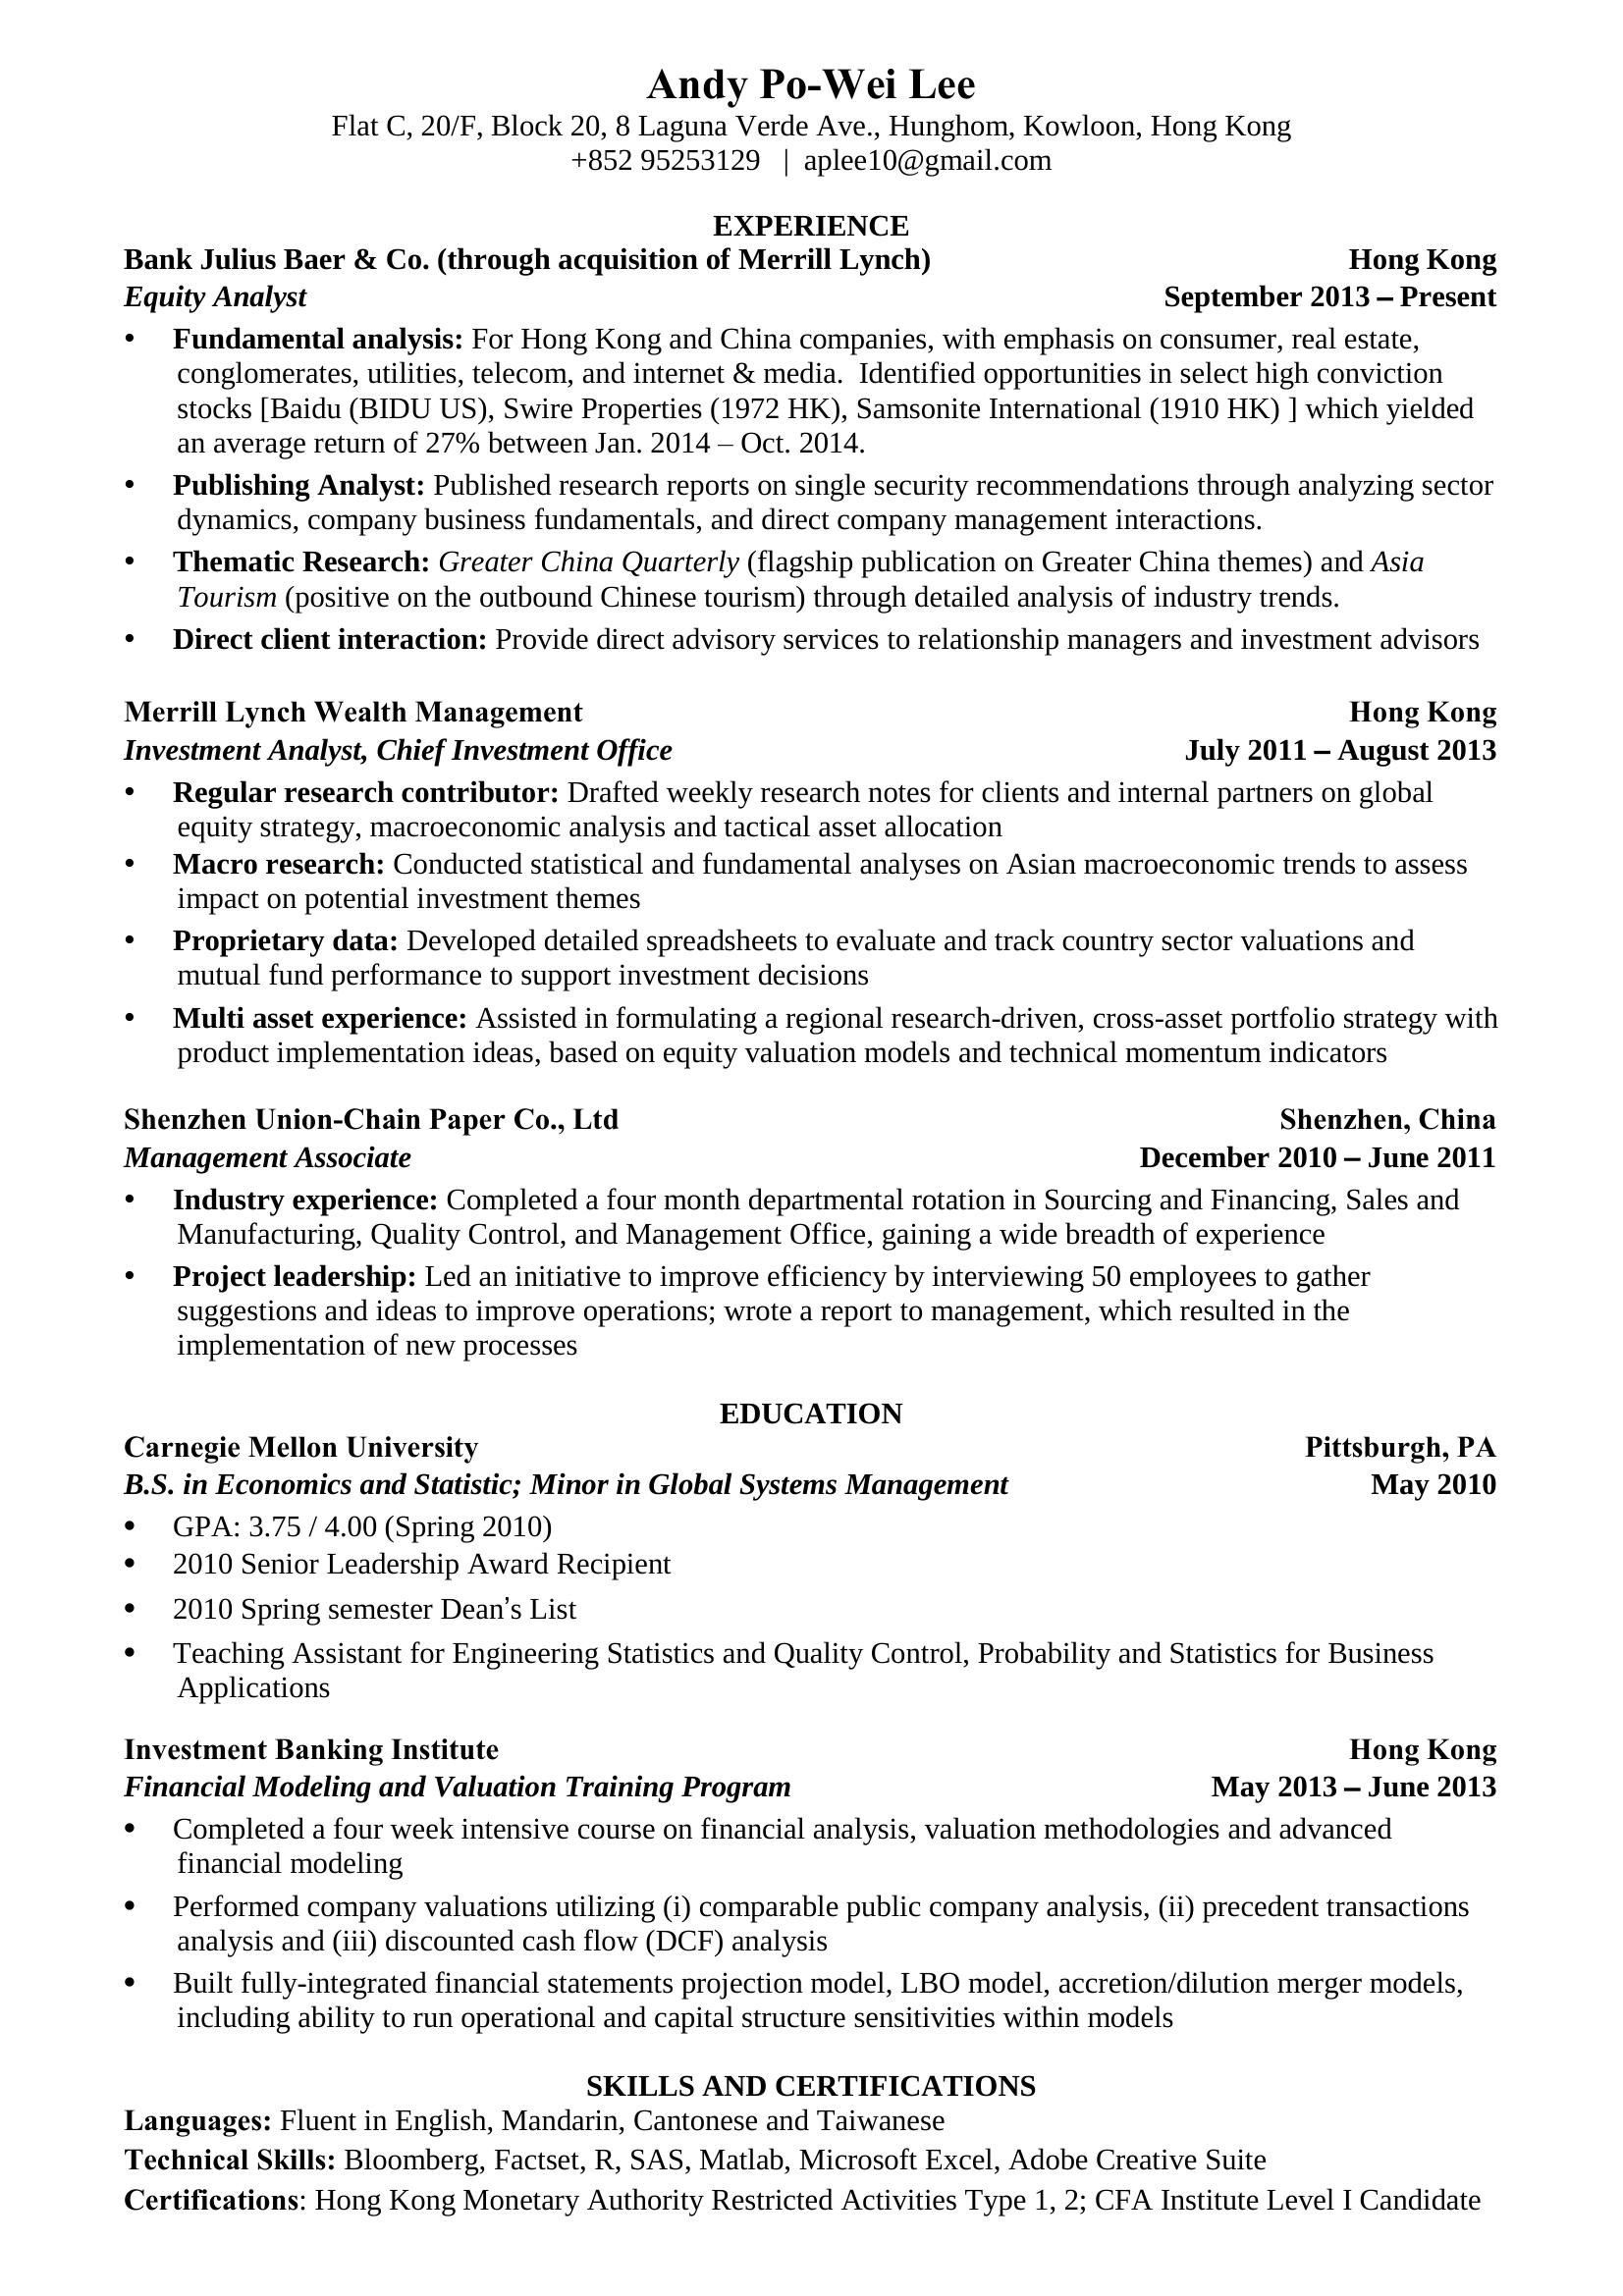 Andy Po-Wei Lee
Flat C, 20/F, Block 20, 8 Laguna Verde Ave., Hunghom, Kowloon, Hong Kong
+852 95253129 | aplee10@gmail.com
EXPERIENCE
Bank Julius Baer & Co. (through acquisition of Merrill Lynch) Hong Kong
Equity Analyst September 2013 – Present
• Fundamental analysis: For Hong Kong and China companies, with emphasis on consumer, real estate,
conglomerates, utilities, telecom, and internet & media. Identified opportunities in select high conviction
stocks [Baidu (BIDU US), Swire Properties (1972 HK), Samsonite International (1910 HK) ] which yielded
an average return of 27% between Jan. 2014 – Oct. 2014.
• Publishing Analyst: Published research reports on single security recommendations through analyzing sector
dynamics, company business fundamentals, and direct company management interactions.
• Thematic Research: Greater China Quarterly (flagship publication on Greater China themes) and Asia
Tourism (positive on the outbound Chinese tourism) through detailed analysis of industry trends.
• Direct client interaction: Provide direct advisory services to relationship managers and investment advisors
Merrill Lynch Wealth Management Hong Kong
Investment Analyst, Chief Investment Office July 2011 – August 2013
• Regular research contributor: Drafted weekly research notes for clients and internal partners on global
equity strategy, macroeconomic analysis and tactical asset allocation
• Macro research: Conducted statistical and fundamental analyses on Asian macroeconomic trends to assess
impact on potential investment themes
• Proprietary data: Developed detailed spreadsheets to evaluate and track country sector valuations and
mutual fund performance to support investment decisions
• Multi asset experience: Assisted in formulating a regional research-driven, cross-asset portfolio strategy with
product implementation ideas, based on equity valuation models and technical momentum indicators
Shenzhen Union-Chain Paper Co., Ltd Shenzhen, China
Management Associate December 2010 – June 2011
• Industry experience: Completed a four month departmental rotation in Sourcing and Financing, Sales and
Manufacturing, Quality Control, and Management Office, gaining a wide breadth of experience
• Project leadership: Led an initiative to improve efficiency by interviewing 50 employees to gather
suggestions and ideas to improve operations; wrote a report to management, which resulted in the
implementation of new processes
EDUCATION
Carnegie Mellon University Pittsburgh, PA
B.S. in Economics and Statistic; Minor in Global Systems Management May 2010
• GPA: 3.75 / 4.00 (Spring 2010)
• 2010 Senior Leadership Award Recipient
• 2010 Spring semester Dean’s List
• Teaching Assistant for Engineering Statistics and Quality Control, Probability and Statistics for Business
Applications
Investment Banking Institute Hong Kong
Financial Modeling and Valuation Training Program May 2013 – June 2013
• Completed a four week intensive course on financial analysis, valuation methodologies and advanced
financial modeling
• Performed company valuations utilizing (i) comparable public company analysis, (ii) precedent transactions
analysis and (iii) discounted cash flow (DCF) analysis
• Built fully-integrated financial statements projection model, LBO model, accretion/dilution merger models,
including ability to run operational and capital structure sensitivities within models
SKILLS AND CERTIFICATIONS
Languages: Fluent in English, Mandarin, Cantonese and Taiwanese
Technical Skills: Bloomberg, Factset, R, SAS, Matlab, Microsoft Excel, Adobe Creative Suite
Certifications: Hong Kong Monetary Authority Restricted Activities Type 1, 2; CFA Institute Level I Candidate